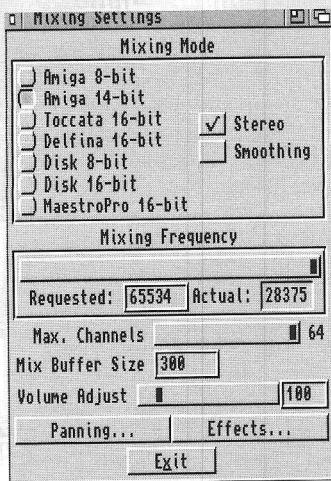 Mixing Settings
Mixing Mode
Amiga 8-bit
Amiga 14-bit
Toccata 16-bit
Delfina 16-bit
Disk 8-bit
Disk 16-bit
MaestroPro 16-bit
Stereo
Smoothing
Mixing Frequency
Requested: 65534 Actual: 28375
Max. Channels 64
Mix Buffer Size 300
Volume Adjust 100
Panning... Effects...
Exit